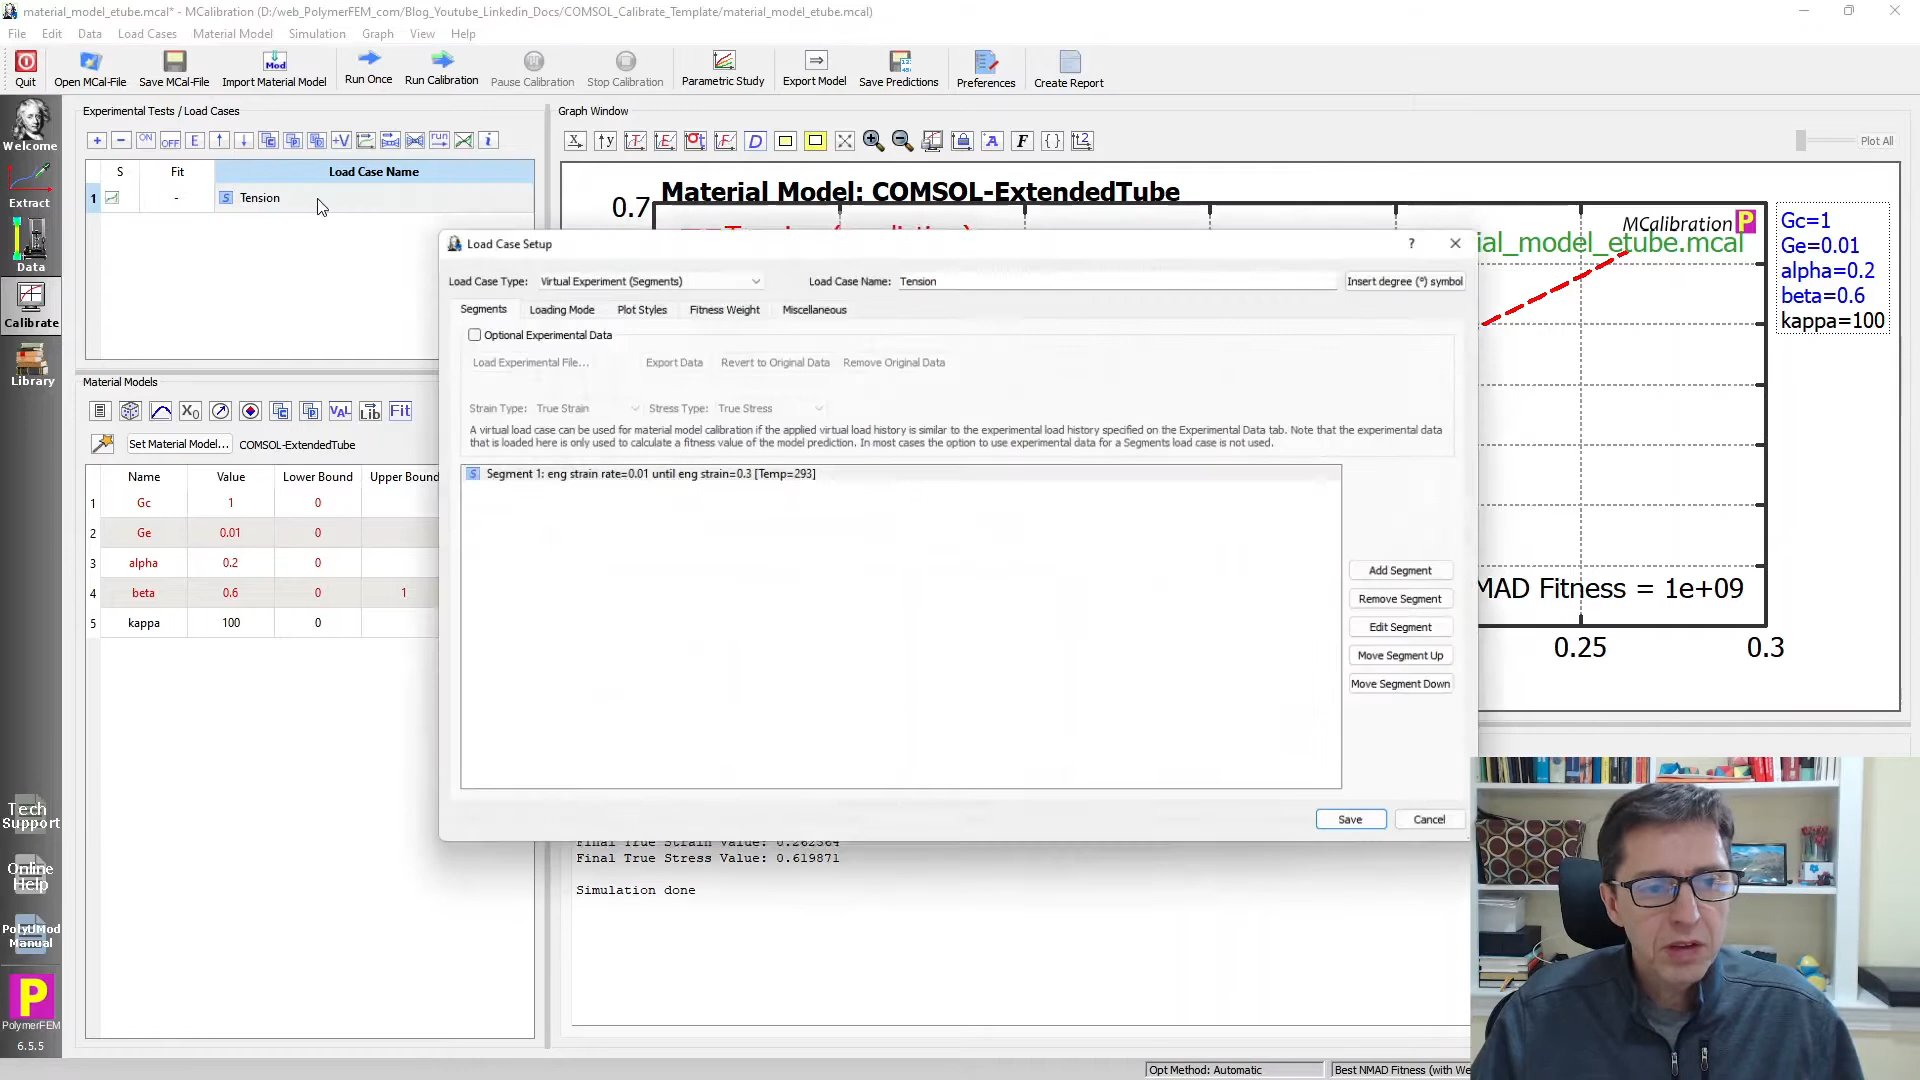 material_model_etube.mcal* - MCalibration (D:/web_PolymerFEM_com/Blog_Youtube_Linkedin_Docs/COMSOL_Calibrate_Template/material_model_etube.mcal)
File Edit Data Load Cases Material Model Simulation Graph View Help
Quit Open MCal-File Save MCal-File Import Material Model Run Once Run Calibration Pause Calibration Stop Calibration Parametric Study Export Model Save Predictions Preferences Create Report
Welcome
Extract
Data
Calibrate
Library
Tech Support
Online Help
PolyUMod Manual
PolymerFEM
6.5.5
Experimental Tests / Load Cases
S Fit Load Case Name
1 - S Tension
Material Models
Set Material Model... COMSOL-ExtendedTube
Name Value Lower Bound Upper Bound
1 Gc 1 0
2 Ge 0.01 0
3 alpha 0.2 0
4 beta 0.6 0 1
5 kappa 100 0
Graph Window
Plot All
Material Model: COMSOL-ExtendedTube
0.7
MCalibration P
ial_model_etube.mcal
Gc=1
Ge=0.01
alpha=0.2
beta=0.6
kappa=100
MAD Fitness = 1e+09
0.25 0.3
Load Case Setup
Load Case Type: Virtual Experiment (Segments) Load Case Name: Tension Insert degree (°) symbol
Segments Loading Mode Plot Styles Fitness Weight Miscellaneous
Optional Experimental Data
Load Experimental File... Export Data Revert to Original Data Remove Original Data
Strain Type: True Strain Stress Type: True Stress
A virtual load case can be used for material model calibration if the applied virtual load history is similar to the experimental load history specified on the Experimental Data tab. Note that the experimental data
that is loaded here is only used to calculate a fitness value of the model prediction. In most cases the option to use experimental data for a Segments load case is not used.
S Segment 1: eng strain rate=0.01 until eng strain=0.3 [Temp=293]
Add Segment
Remove Segment
Edit Segment
Move Segment Up
Move Segment Down
Save Cancel
Final True Stress Value: 0.619871
Simulation done
Opt Method: Automatic Best NMAD Fitness (with We